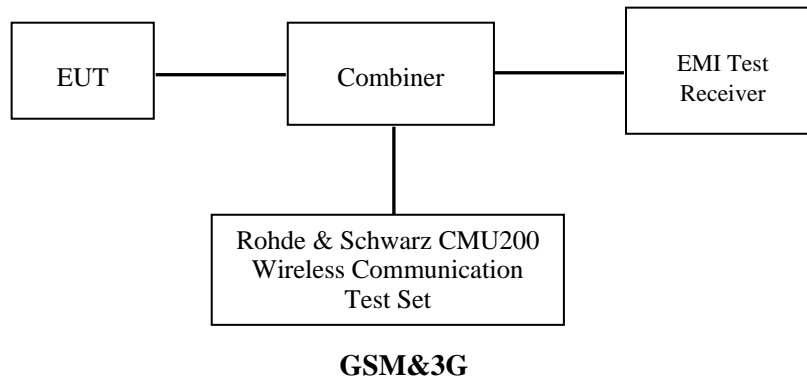 EUT
Combiner
EMI Test
Receiver
Rohde & Schwarz CMU200
Wireless Communication
Test Set
GSM&3G